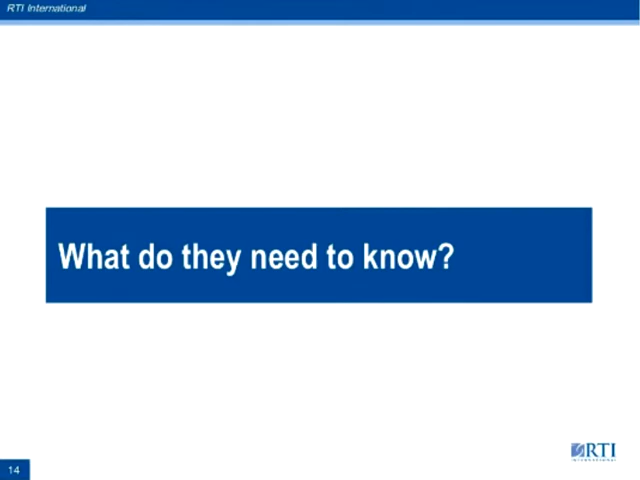 RTI International
What do they need to know?
RTI
INTERNATIONAL
14